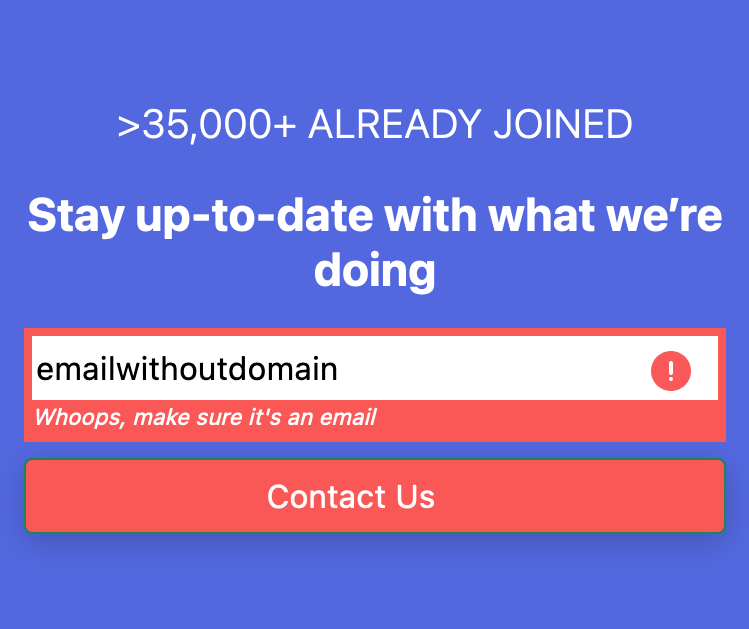 >35,000+ ALREADY JOINED
Stay up-to-date with what we’re
doing
emailwithoutdomain
!
Whoops, make sure it's an email
Contact Us